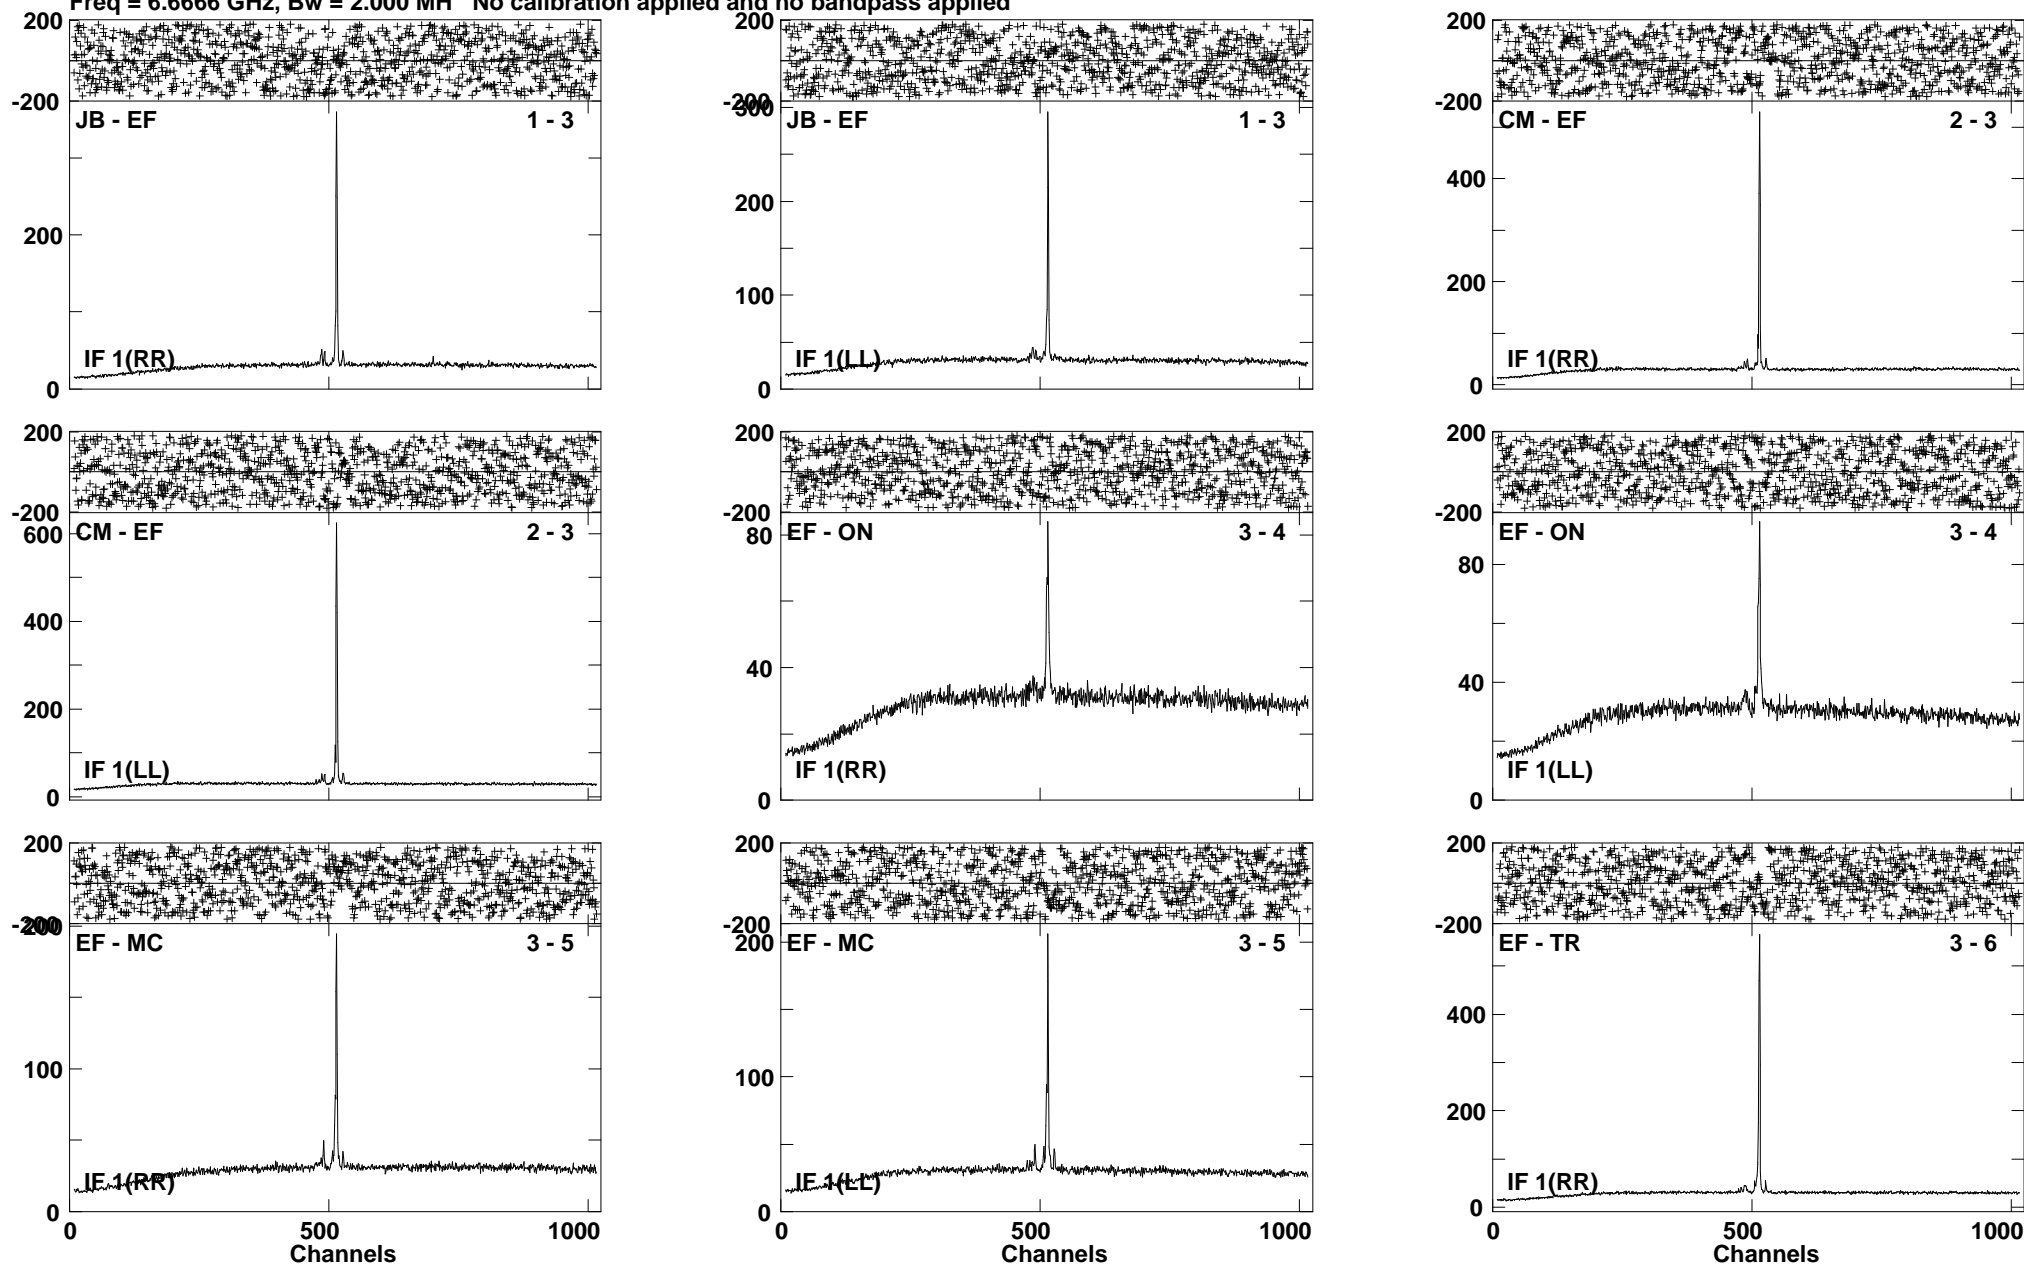 Freq = 6.6666 GHz, Bw = 2.000 MH No calibration applied and no bandpass applied
200
-200
JB - EF 1 - 3
200
IF 1(RR)
0
200
-200
300
JB - EF 1 - 3
200
100
IF 1(LL)
0
200
-200
CM - EF 2 - 3
400
200
IF 1(RR)
0
200
-200
600
CM - EF 2 - 3
400
200
IF 1(LL)
0
200
-200
80
EF - ON 3 - 4
40
IF 1(RR)
0
200
-200
EF - ON 3 - 4
80
40
IF 1(LL)
0
200
-200
200
EF - MC 3 - 5
100
IF 1(RR)
0
0 500 1000
Channels
200
-200
200
EF - MC 3 - 5
100
IF 1(LL)
0
0 500 1000
Channels
200
-200
EF - TR 3 - 6
400
200
IF 1(RR)
0
0 500 1000
Channels